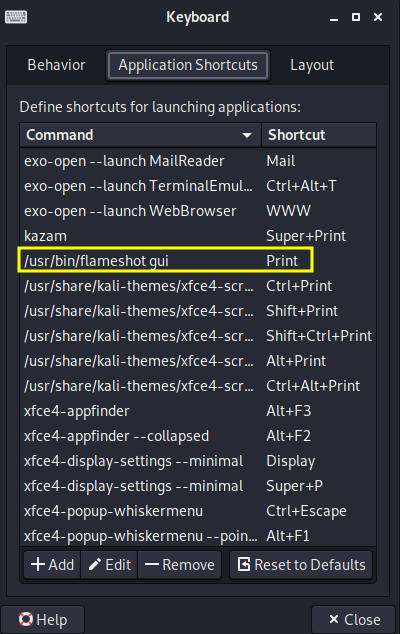 Keyboard
Behavior Application Shortcuts Layout
Define shortcuts for launching applications:
Command Shortcut
exo-open --launch MailReader Mail
exo-open --launch TerminalEmul... Ctrl+Alt+T
exo-open --launch WebBrowser WWW
kazam Super+Print
/usr/bin/flameshot gui Print
/usr/share/kali-themes/xfce4-scr... Ctrl+Print
/usr/share/kali-themes/xfce4-scr... Shift+Print
/usr/share/kali-themes/xfce4-scr... Shift+Ctrl+Print
/usr/share/kali-themes/xfce4-scr... Alt+Print
/usr/share/kali-themes/xfce4-scr... Ctrl+Alt+Print
xfce4-appfinder Alt+F3
xfce4-appfinder --collapsed Alt+F2
xfce4-display-settings --minimal Display
xfce4-display-settings --minimal Super+P
xfce4-popup-whiskermenu Ctrl+Escape
xfce4-popup-whiskermenu --poin... Alt+F1
Add Edit Remove Reset to Defaults
Help Close